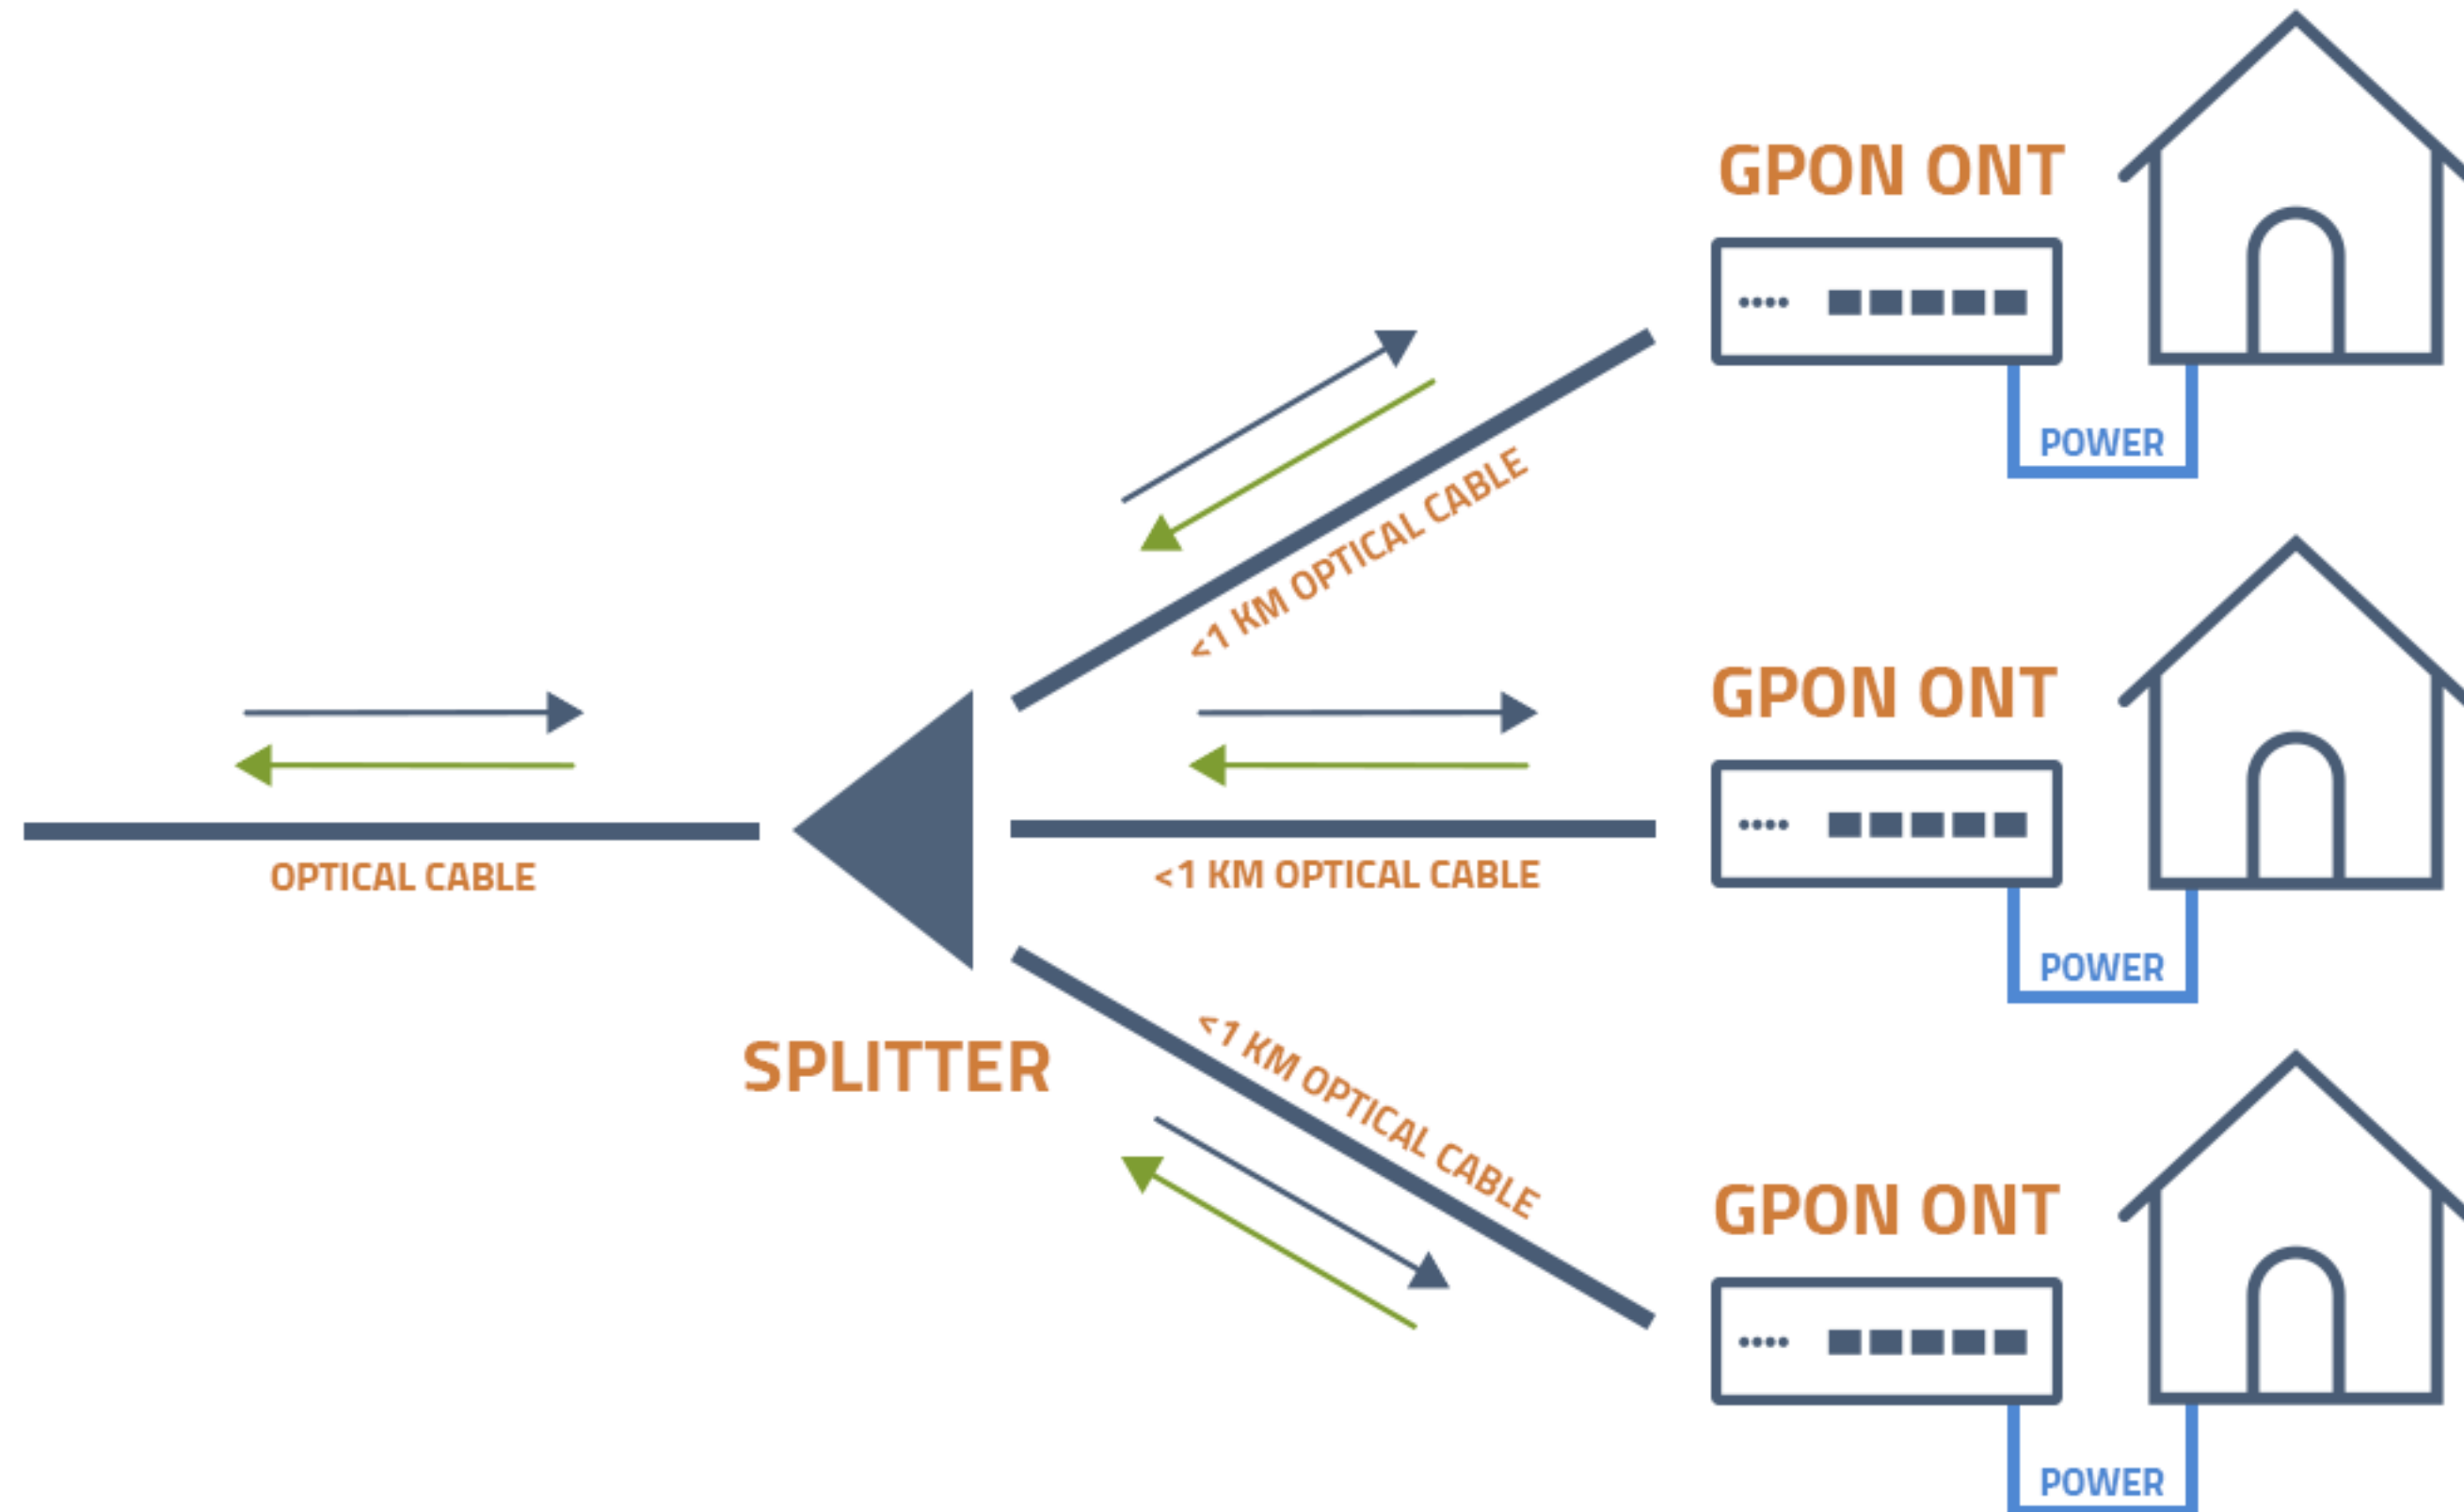 GPON ONT
POWER
<1 KM OPTICAL CABLE
GPON ONT
OPTICAL CABLE
<1 KM OPTICAL CABLE
POWER
SPLITTER
<1 KM OPTICAL CABLE
GPON ONT
POWER